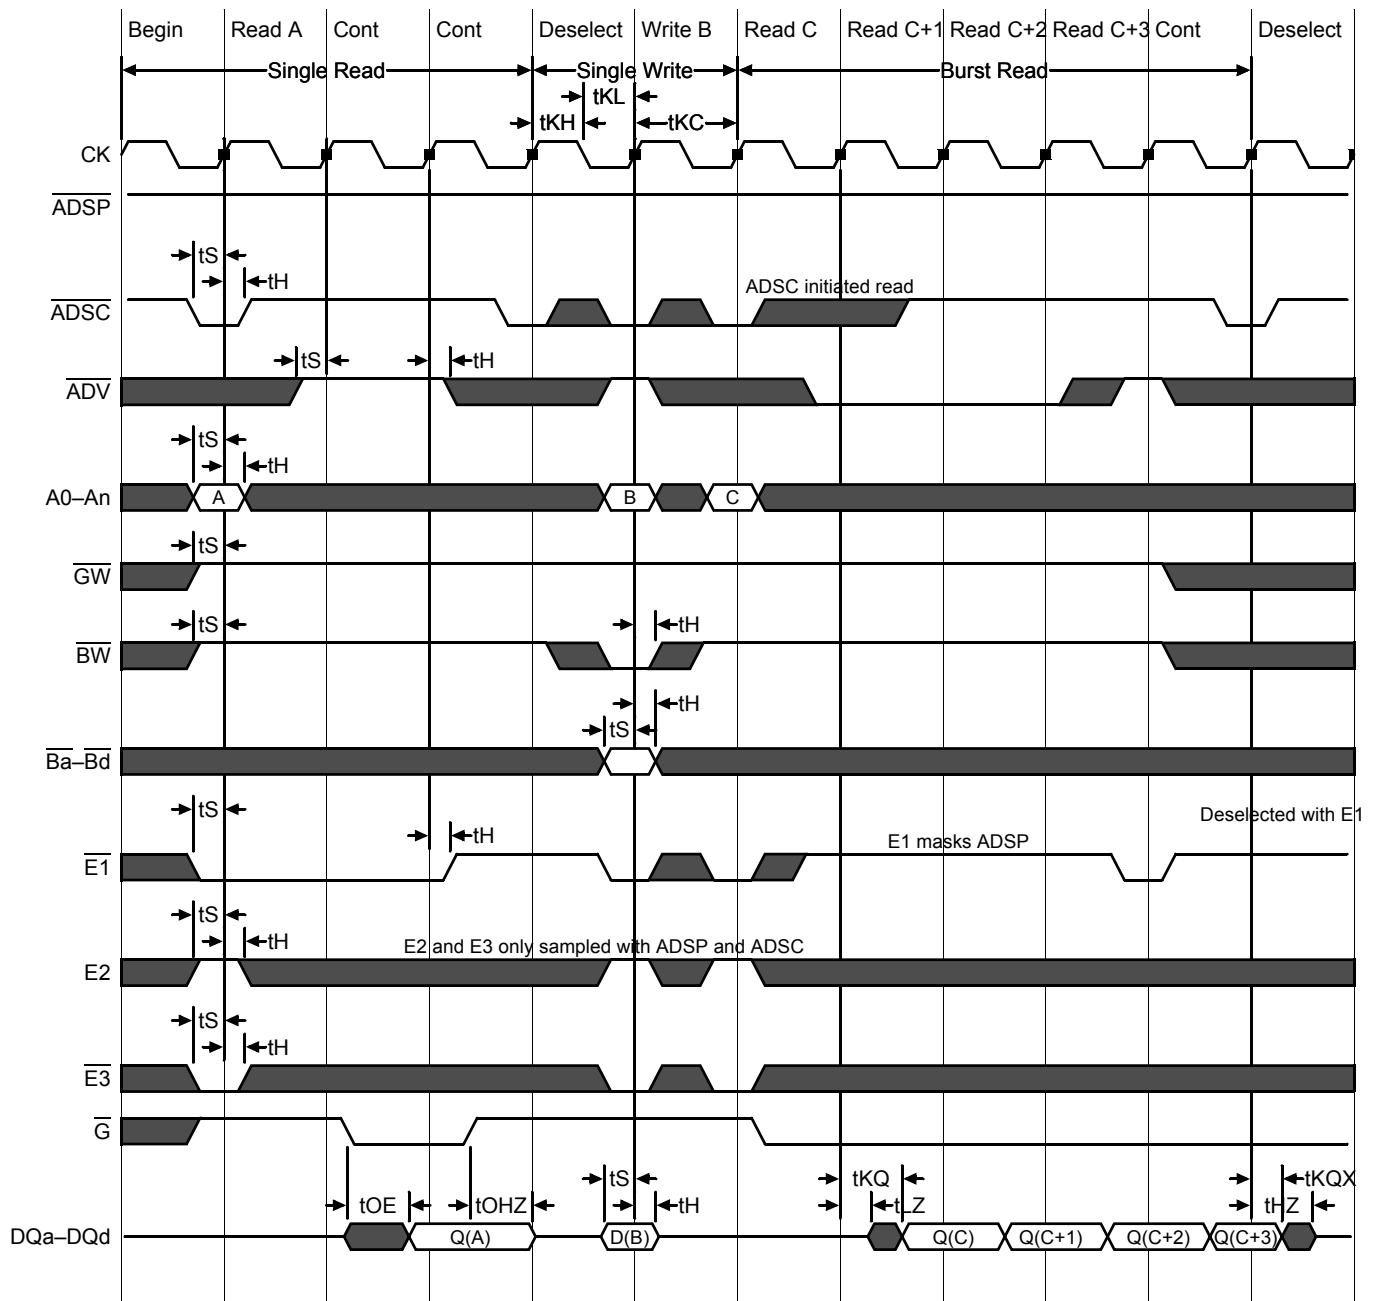 Begin Read A Cont Cont Deselect Write B Read C Read C+1 Read C+2 Read C+3 Cont Deselect
Single Read Single Write Burst Read
tKL
tKH tKC
CK
ADSP
tS
tH
ADSC initiated read
ADSC
tS tH
ADV
tS
tH
A0–An A B C
tS
GW
tS tH
BW
tH
tS
Ba–Bd
tS
Deselected with E1
tH
E1 masks ADSP
E1
tS
tH
E2 and E3 only sampled with ADSP and ADSC
E2
tS
tH
E3
G
tS tKQ tKQX
tOE tOHZ tH tLZ tHZ
DQa–DQd Q(A) D(B) Q(C) Q(C+1) Q(C+2) Q(C+3)